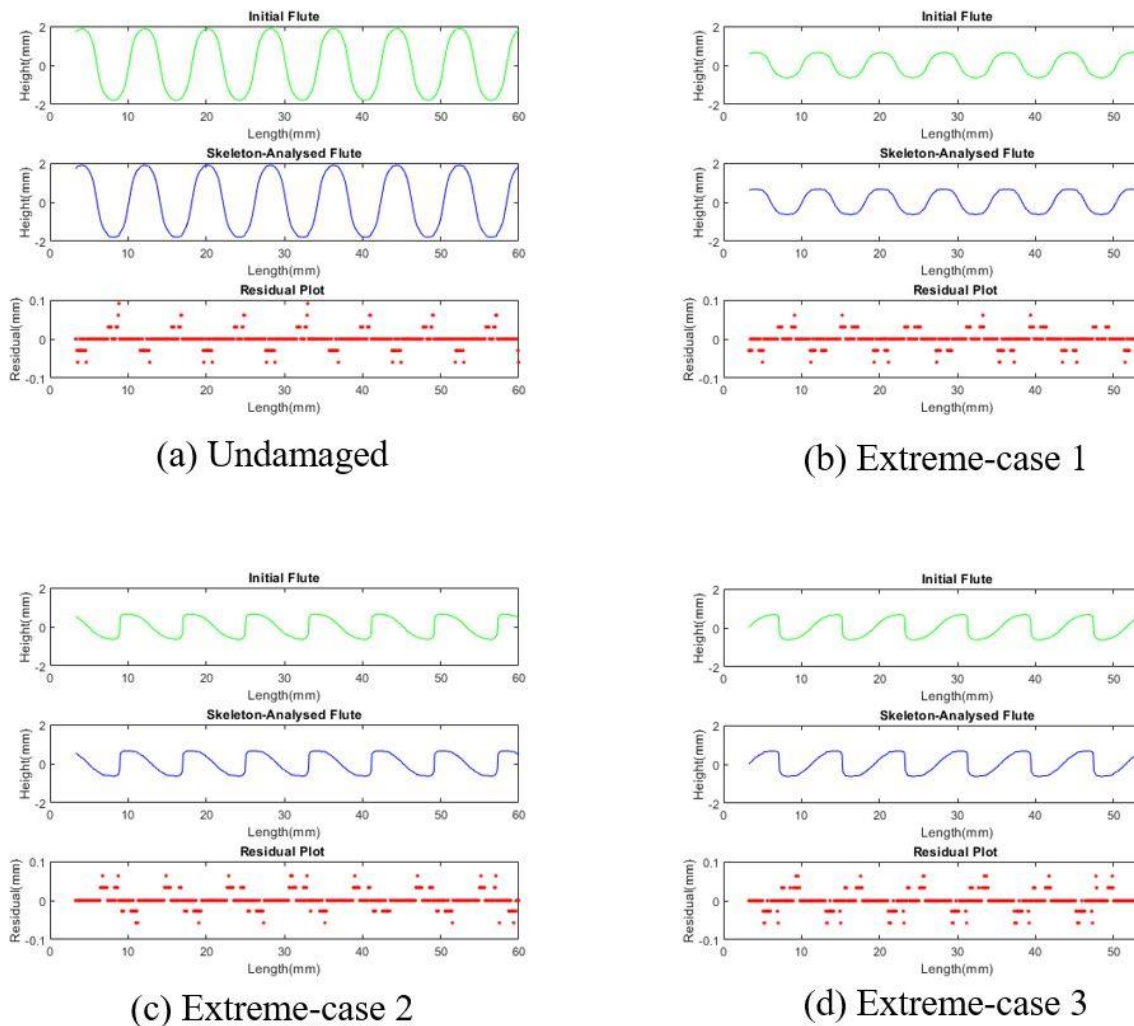 Initial Flute
2
0
-2
Height(mm)
0 10 20 30 40 50 60
Length(mm)
Skeleton-Analysed Flute
2
0
-2
Height(mm)
0 10 20 30 40 50 60
Length(mm)
Residual Plot
0.1
0
-0.1
Residual(mm)
0 10 20 30 40 50 60
Length(mm)
(a) Undamaged
Initial Flute
2
0
-2
Height(mm)
0 10 20 30 40 50
Length(mm)
Skeleton-Analysed Flute
2
0
-2
Height(mm)
0 10 20 30 40 50
Length(mm)
Residual Plot
0.1
0
-0.1
Residual(mm)
0 10 20 30 40 50
Length(mm)
(b) Extreme-case 1
Initial Flute
2
0
-2
Height(mm)
0 10 20 30 40 50 60
Length(mm)
Skeleton-Analysed Flute
2
0
-2
Height(mm)
0 10 20 30 40 50 60
Length(mm)
Residual Plot
0.1
0
-0.1
Residual(mm)
0 10 20 30 40 50 60
Length(mm)
(c) Extreme-case 2
Initial Flute
2
0
-2
Height(mm)
0 10 20 30 40 50
Length(mm)
Skeleton-Analysed Flute
2
0
-2
Height(mm)
0 10 20 30 40 50
Length(mm)
Residual Plot
0.1
0
-0.1
Residual(mm)
0 10 20 30 40 50
Length(mm)
(d) Extreme-case 3